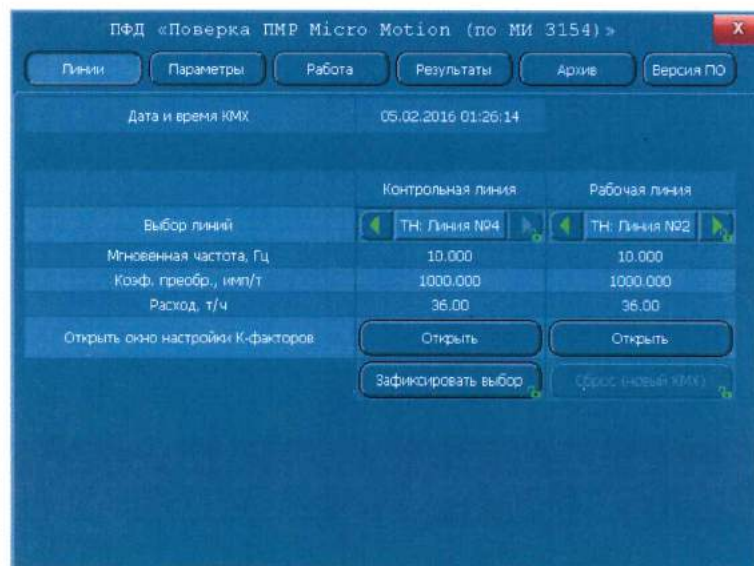 ПФД «Поверка ПМР Micro Motion (по МИ 3154)»
X
Линии Параметры Работа Результаты Архив Версия ПО
Дата и время КМХ 05.02.2016 01:26:14
Контрольная линия Рабочая линия
Выбор линий ТН: Линия №4 ТН: Линия №2
Мгновенная частота, Гц 10.000 10.000
Коэф. преобр., имп/т 1000.000 1000.000
Расход, т/ч 36.00 36.00
Открыть окно настройки К-факторов Открыть Открыть
Зафиксировать выбор Сброс (новый КМХ)